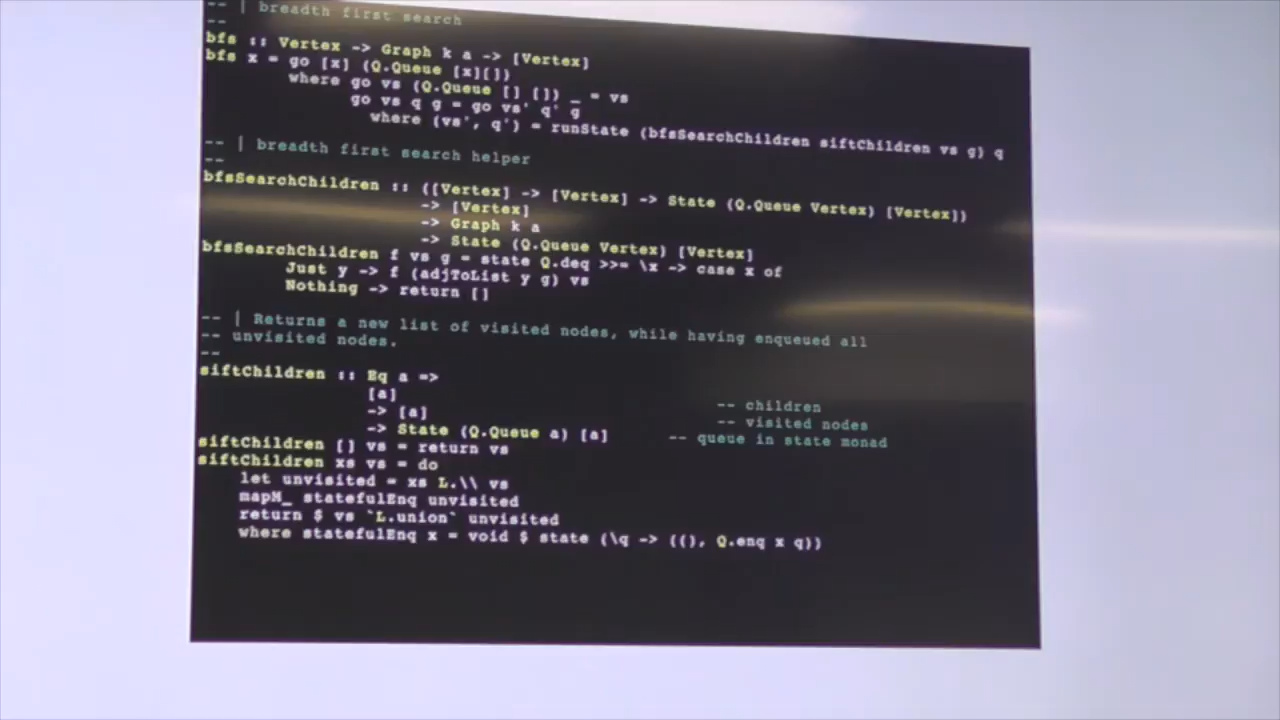 -- | breadth first search
--
bfs :: Vertex -> Graph k a -> [Vertex]
bfs x = go [x] (Q.Queue [x][])
where go vs (Q.Queue [] []) _ = vs
go vs q g = go vs' q' g
where (vs', q') = runState (bfsSearchChildren siftChildren vs g) q
-- | breadth first search helper
--
bfsSearchChildren :: ([Vertex] -> [Vertex] -> State (Q.Queue Vertex) [Vertex])
-> [Vertex]
-> Graph k a
-> State (Q.Queue Vertex) [Vertex]
bfsSearchChildren f vs g = state Q.deq >>= \x -> case x of
Just y -> f (adjToList y g) vs
Nothing -> return []
-- | Returns a new list of visited nodes, while having enqueued all
-- unvisited nodes.
--
siftChildren :: Eq a =>
[a] -- children
-> [a] -- visited nodes
-> State (Q.Queue a) [a] -- queue in state monad
siftChildren [] vs = return vs
siftChildren xs vs = do
let unvisited = xs L.\\ vs
mapM_ statefulEnq unvisited
return $ vs `L.union` unvisited
where statefulEnq x = void $ state (\q -> ((), Q.enq x q))